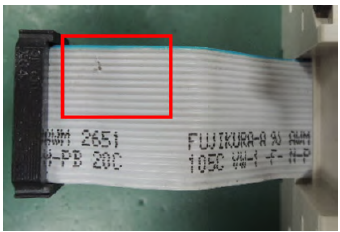 AWM 2651 FUJIKURA-A 90 AWM
N-PB 20C 105C VW-1 -F- N-P